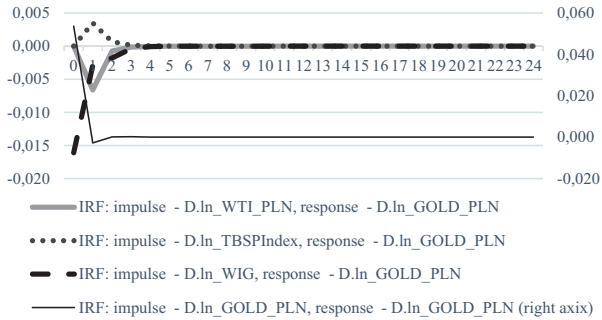 0,005 0,060
0,000 0,040
0 1 2 3 4 5 6 7 8 9 10 11 12 13 14 15 16 17 18 19 20 21 22 23 24
-0,005
0,020
-0,010
-0,015 0,000
-0,020 -0,020
IRF: impulse - D.ln_WTI_PLN, response - D.ln_GOLD_PLN
IRF: impulse - D.ln_TBSPIndex, response - D.ln_GOLD_PLN
IRF: impulse - D.ln_WIG, response - D.ln_GOLD_PLN
IRF: impulse - D.ln_GOLD_PLN, response - D.ln_GOLD_PLN (right axix)